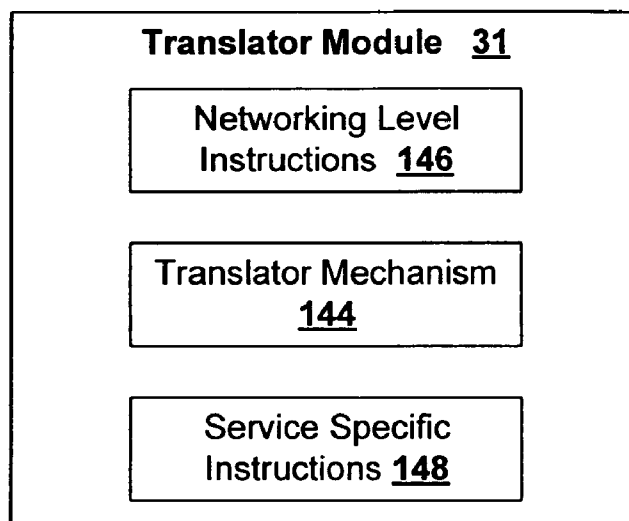 Translator Module 31
Networking Level
Instructions 146
Translator Mechanism
144
Service Specific
Instructions 148